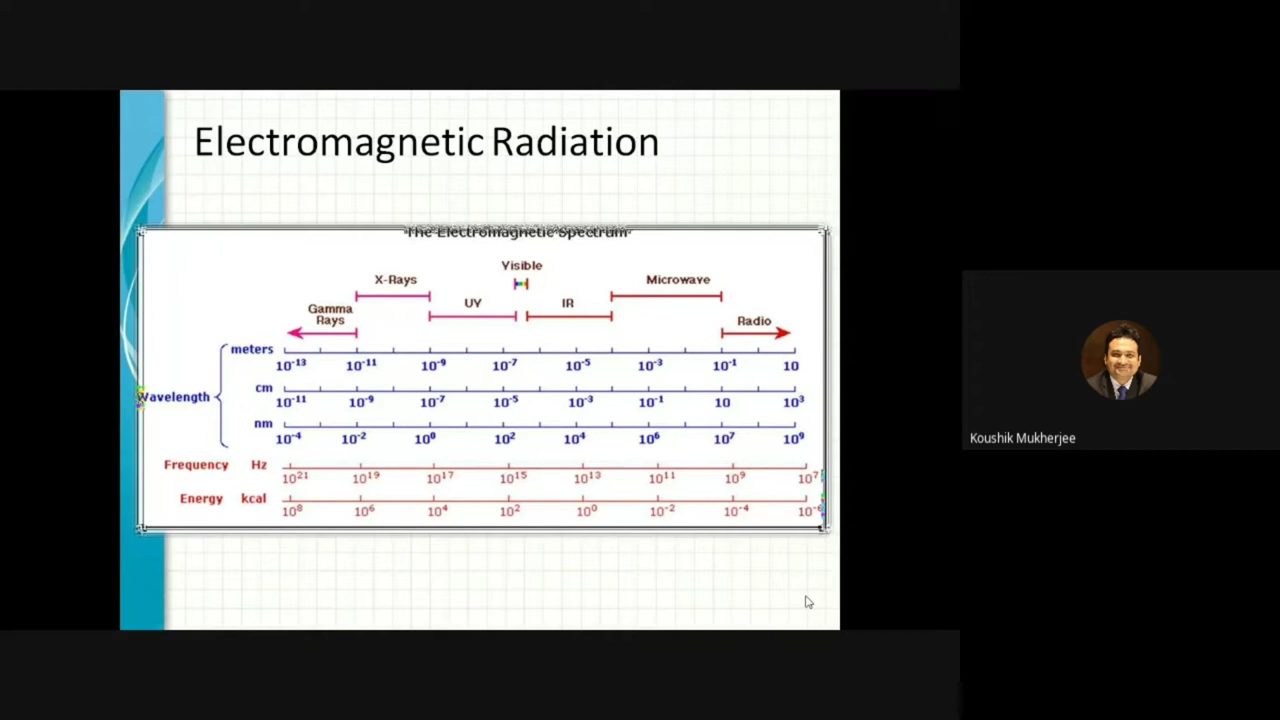 Electromagnetic Radiation
The Electromagnetic Spectrum
Visible
X-Rays
Microwave
UV
IR
Gamma
Rays
Radio
meters
10⁻¹³ 10⁻¹¹ 10⁻⁹ 10⁻⁷ 10⁻⁵ 10⁻³ 10⁻¹ 10
cm
10⁻¹¹ 10⁻⁹ 10⁻⁷ 10⁻⁵ 10⁻³ 10⁻¹ 10 10³
Wavelength
nm
10⁻⁴ 10⁻² 10⁰ 10² 10⁴ 10⁶ 10⁷ 10⁹
Frequency Hz
10²¹ 10¹⁹ 10¹⁷ 10¹⁵ 10¹³ 10¹¹ 10⁹ 10⁷
Energy kcal
10⁸ 10⁶ 10⁴ 10² 10⁰ 10⁻² 10⁻⁴ 10⁻⁶
Koushik Mukherjee